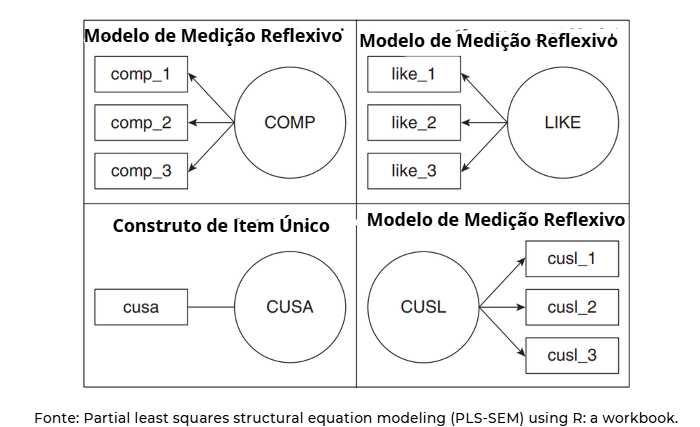 Modelo de Medição Reflexivo
comp_1
comp_2
comp_3
COMP
Modelo de Medição Reflexivo
like_1
like_2
like_3
LIKE
Construto de Item Único
cusa
CUSA
Modelo de Medição Reflexivo
CUSL
cusl_1
cusl_2
cusl_3
Fonte: Partial least squares structural equation modeling (PLS-SEM) using R: a workbook.